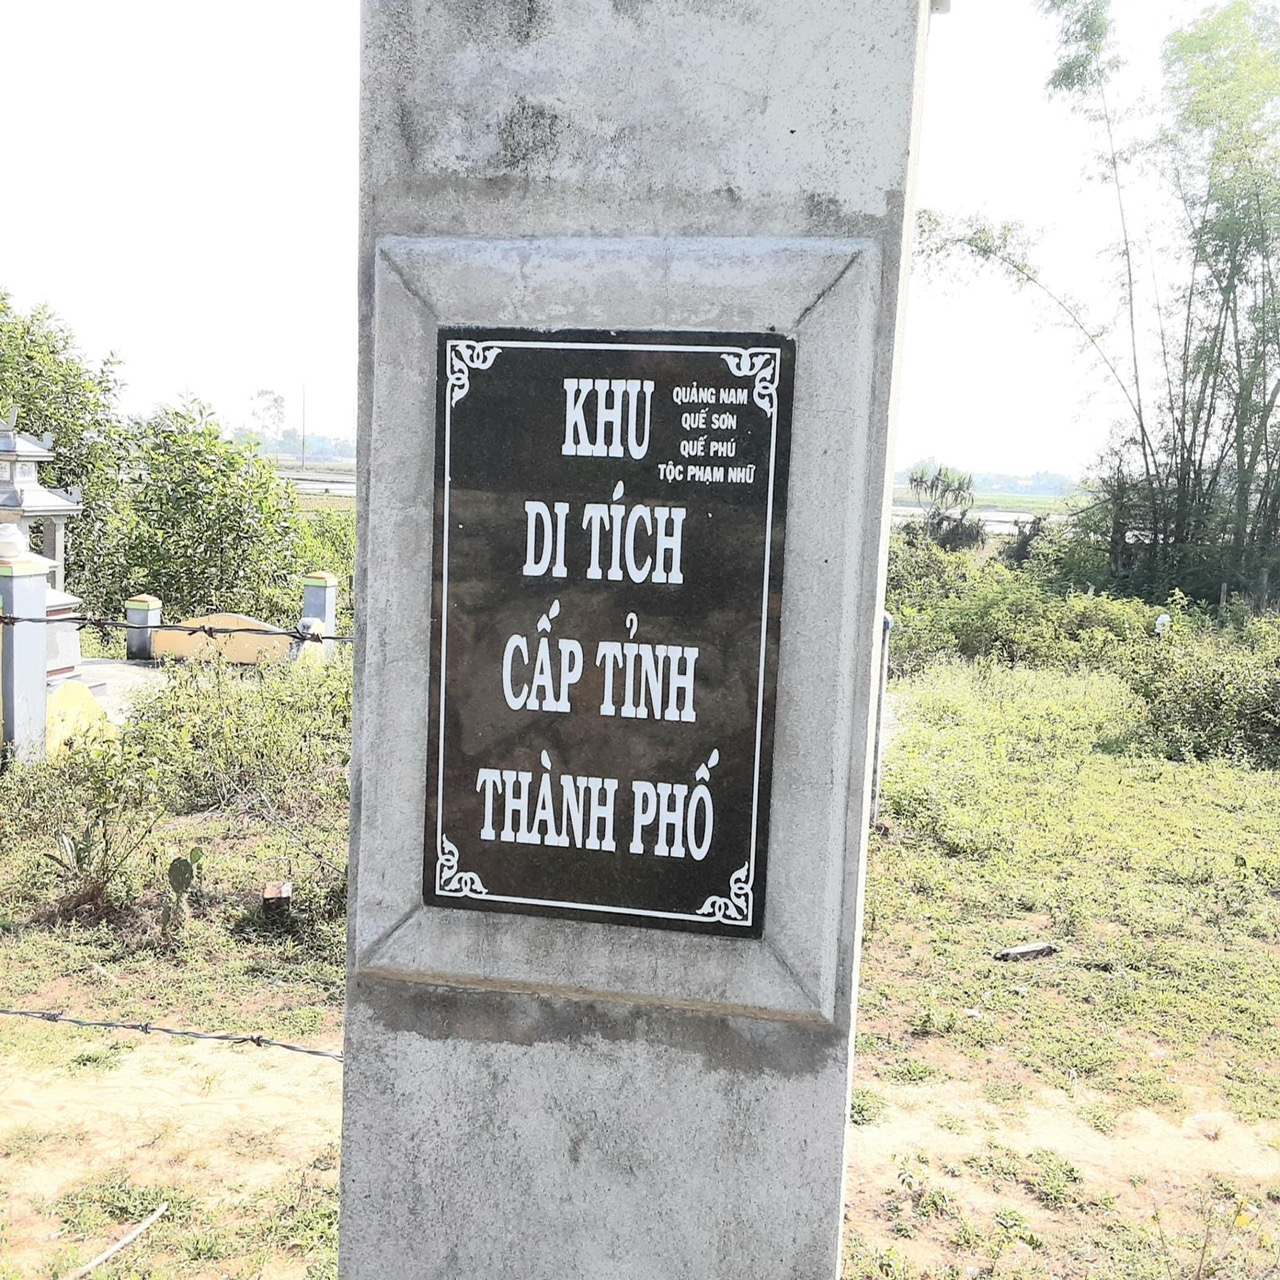 KHU
QUẢNG NAM
QUẾ SƠN
QUẾ PHÚ
TỘC PHẠM NHỮ
DI TÍCH
CẤP TỈNH
THÀNH PHỐ